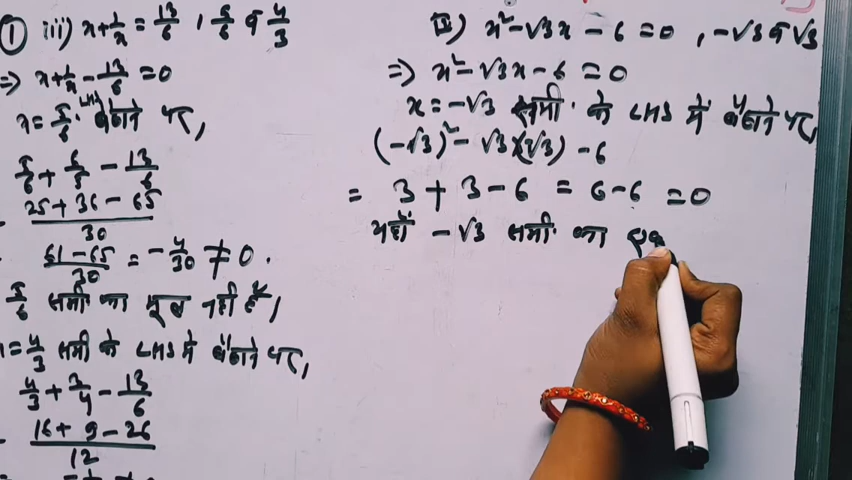 ① iii) x+1/x = 13/6 , 5/6 व 4/3
=> x+1/x - 13/6 = 0
x = 5/6. LHS में बैठाने पर,
5/6 + 6/5 - 13/6
25+36-65 / 30
61-65 / 30 = -4/30 ≠ 0.
5/6 समी का मूल नहीं है,
x = 4/3 समी के LHS में बैठाने पर,
4/3 + 3/4 - 13/6
16 + 9 - 26 / 12
x² - √3x - 6 = 0 , -√3 व √3
=> x² - √3x - 6 = 0
x = -√3 समी. के LHS में बैठाने पर,
(-√3)² - √3 × (-√3) - 6
= 3 + 3 - 6 = 6 - 6 = 0
यहाँ -√3 समी. का